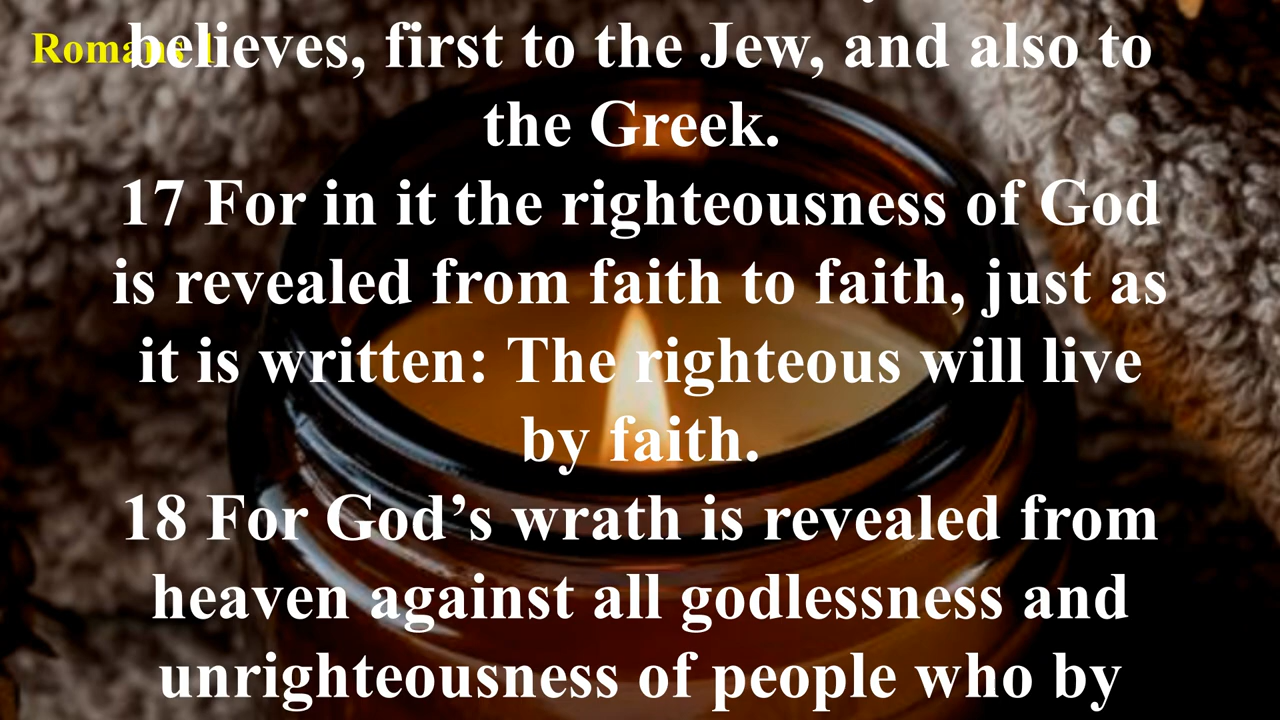 Romans 1
believes, first to the Jew, and also to
the Greek.
17 For in it the righteousness of God
is revealed from faith to faith, just as
it is written: The righteous will live
by faith.
18 For God’s wrath is revealed from
heaven against all godlessness and
unrighteousness of people who by